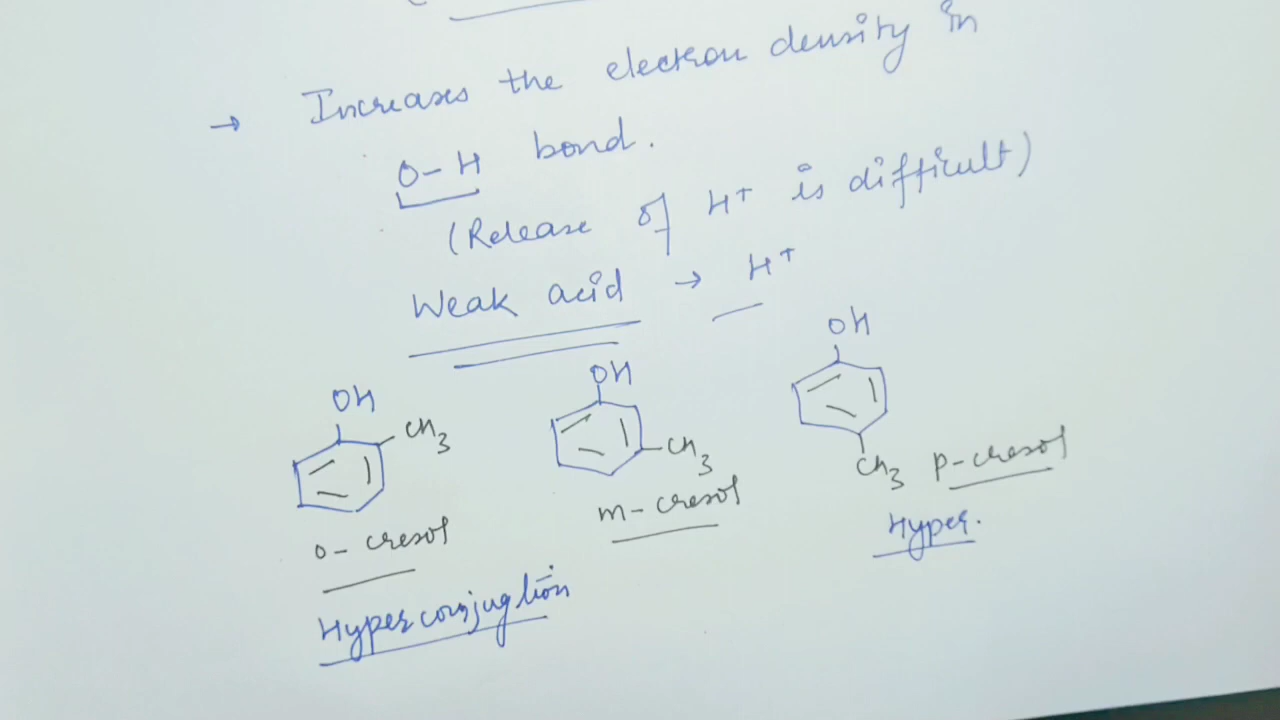 → Increases the electron density in
O-H bond.
(Release of H+ is difficult)
Weak acid → H+
OH
CH3
o-cresol
Hyperconjugtion
OH
CH3
m-cresol
OH
CH3
p-cresol
Hyper.